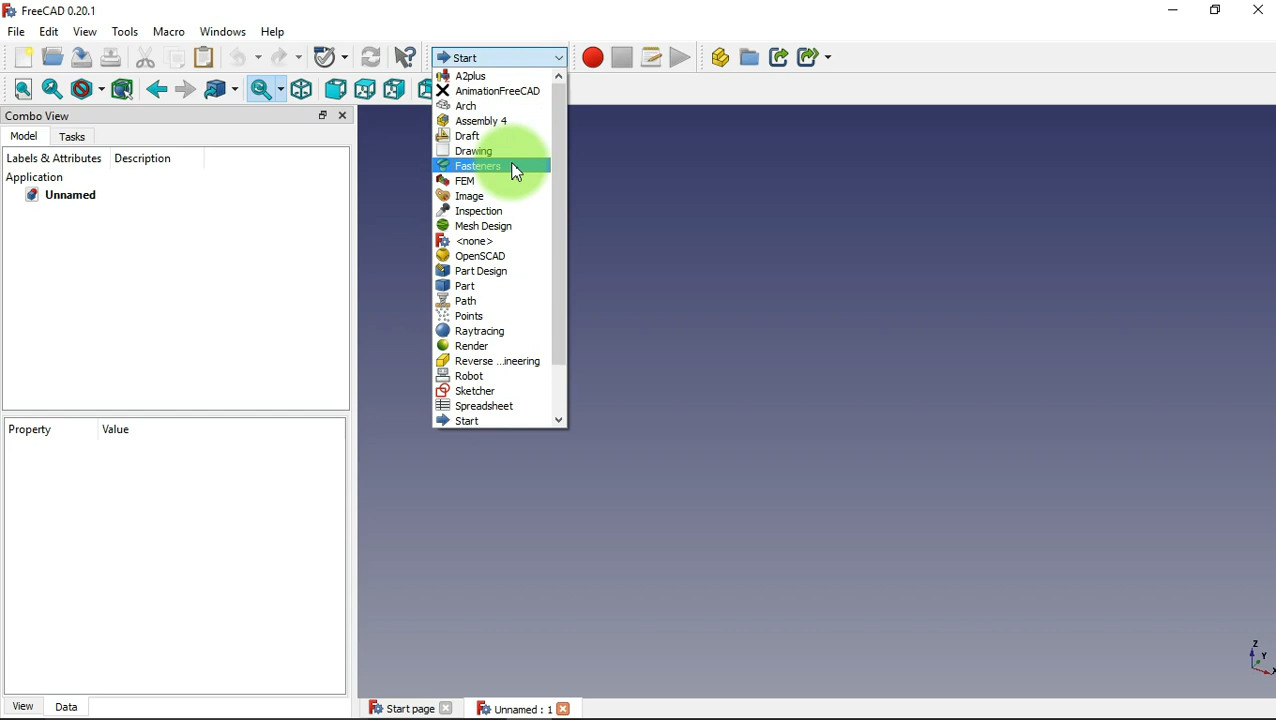 FreeCAD 0.20.1
File Edit View Tools Macro Windows Help
Start
Combo View
Model Tasks
Labels & Attributes Description
Application
Unnamed
A2plus
AnimationFreeCAD
Arch
Assembly 4
Draft
Drawing
Fasteners
FEM
Image
Inspection
Mesh Design
<none>
OpenSCAD
Part Design
Part
Path
Points
Raytracing
Render
Reverse ...ineering
Robot
Sketcher
Spreadsheet
Start
Property Value
Z
Y
X
View Data
Start page Unnamed : 1